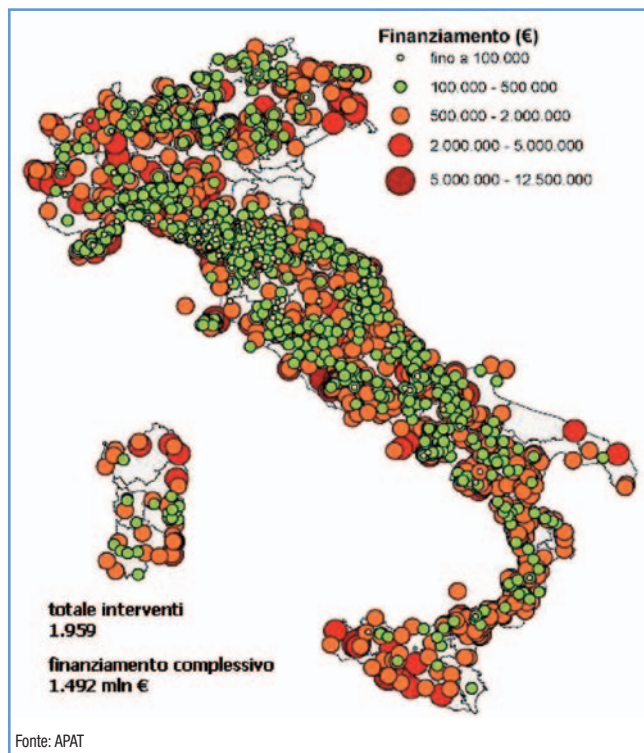 Finanziamento (€)
fino a 100.000
100.000 - 500.000
500.000 - 2.000.000
2.000.000 - 5.000.000
5.000.000 - 12.500.000
totale interventi
1.959
finanziamento complessivo
1.492 mln €
Fonte: APAT